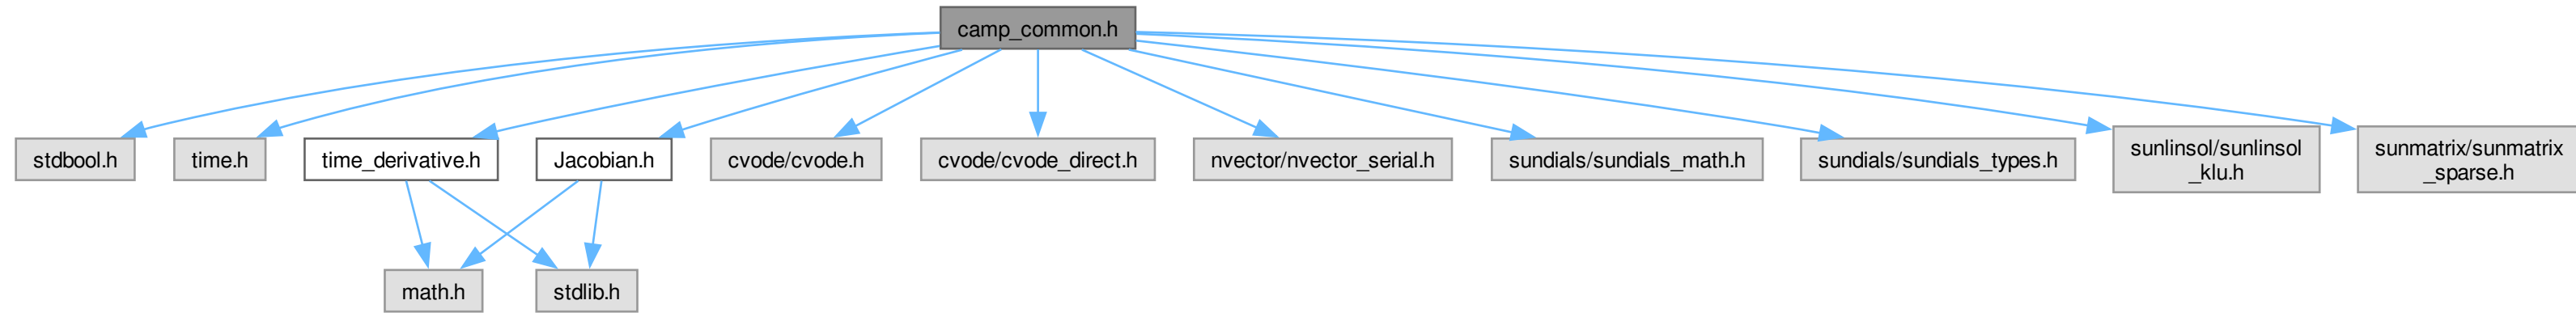 camp_common.h
stdbool.h
time.h
time_derivative.h
Jacobian.h
cvode/cvode.h
cvode/cvode_direct.h
nvector/nvector_serial.h
sundials/sundials_math.h
sundials/sundials_types.h
sunlinsol/sunlinsol
_klu.h
sunmatrix/sunmatrix
_sparse.h
math.h
stdlib.h